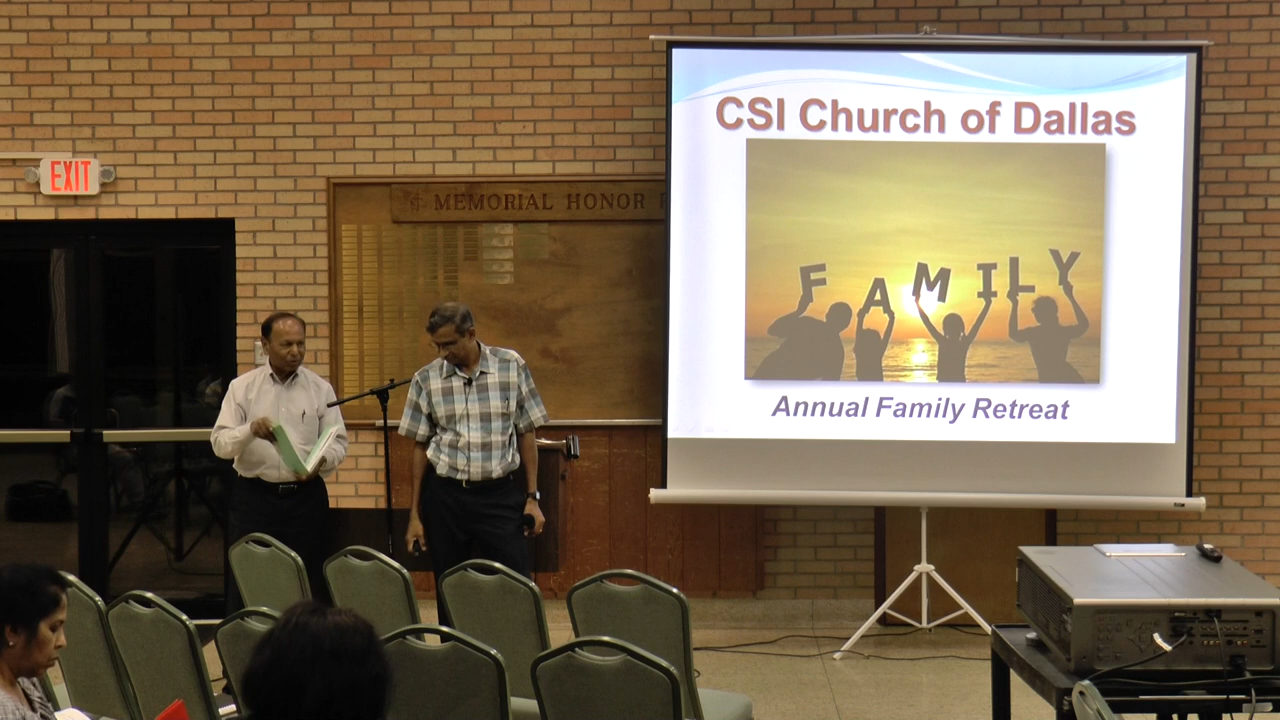 CSI Church of Dallas
EXIT
MEMORIAL HONOR
FAMILY
Annual Family Retreat